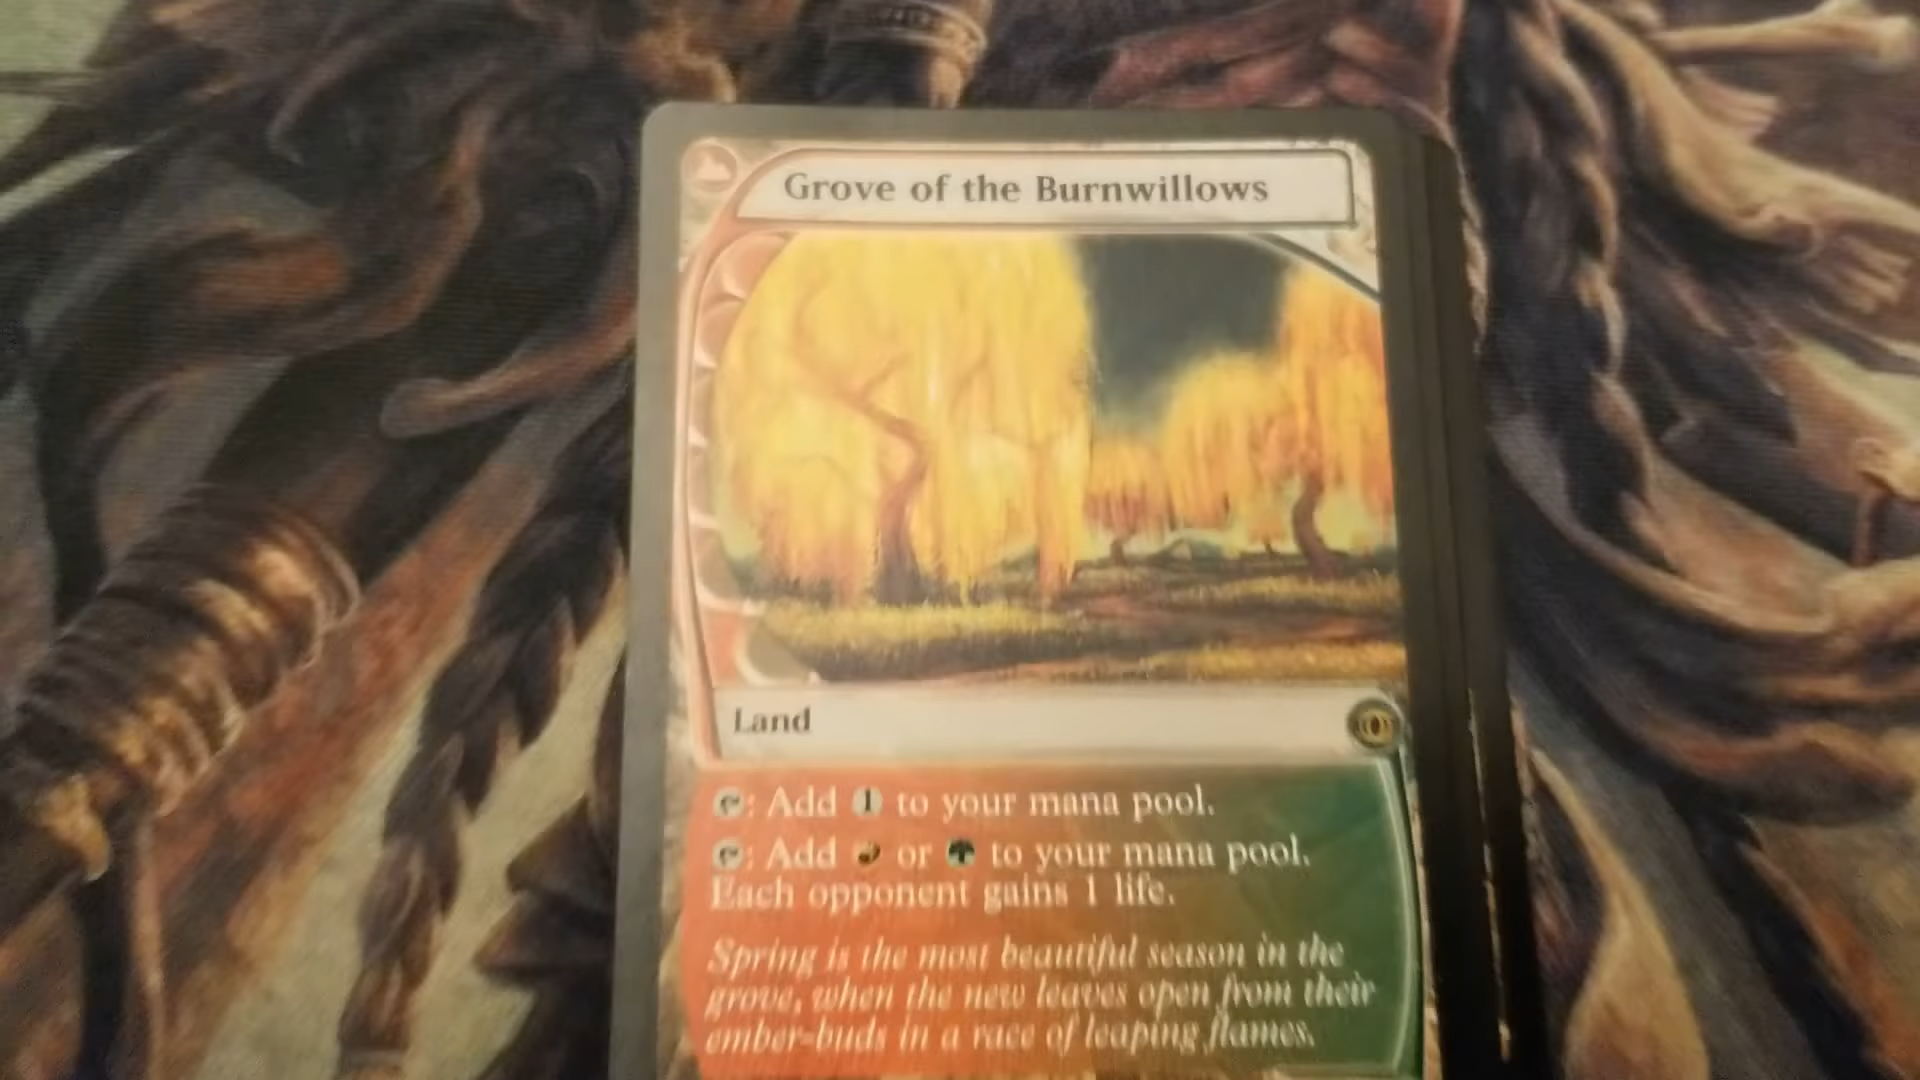 Grove of the Burnwillows
Land
: Add 1 to your mana pool.
: Add or to your mana pool.
Each opponent gains 1 life.
Spring is the most beautiful season in the
grove, when the new leaves open from their
ember-buds in a race of leaping flames.